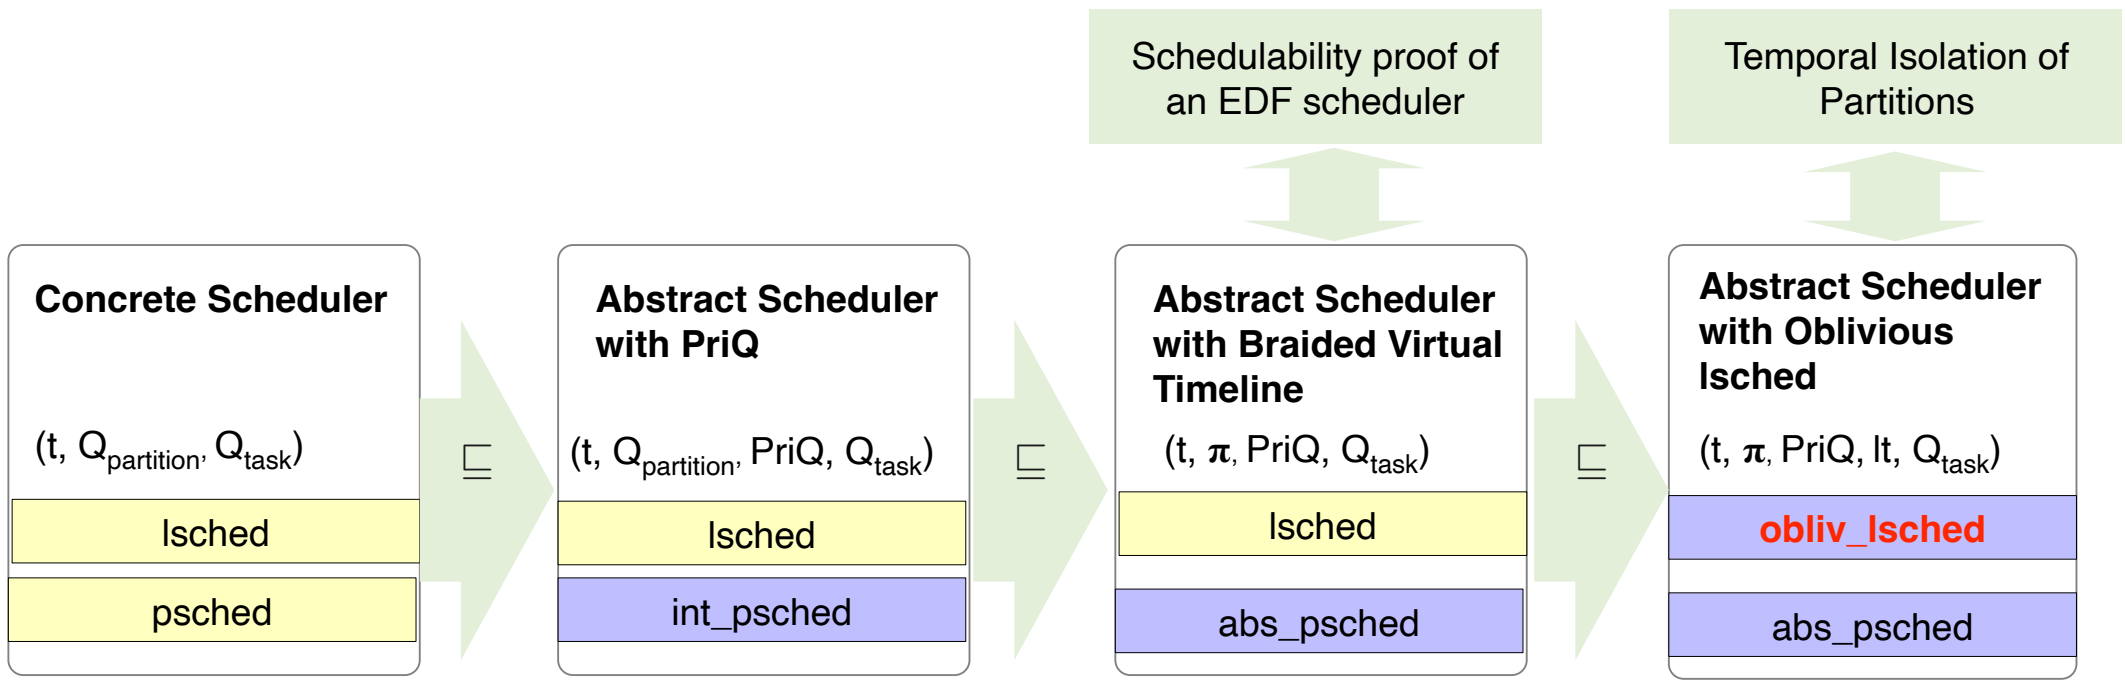 Schedulability proof of
an EDF scheduler
Temporal Isolation of
Partitions
Concrete Scheduler
(t, Qpartition, Qtask)
lsched
psched
⊑
Abstract Scheduler
with PriQ
(t, Qpartition, PriQ, Qtask)
lsched
int_psched
⊑
Abstract Scheduler
with Braided Virtual
Timeline
(t, π, PriQ, Qtask)
lsched
abs_psched
⊑
Abstract Scheduler
with Oblivious
lsched
(t, π, PriQ, lt, Qtask)
obliv_lsched
abs_psched